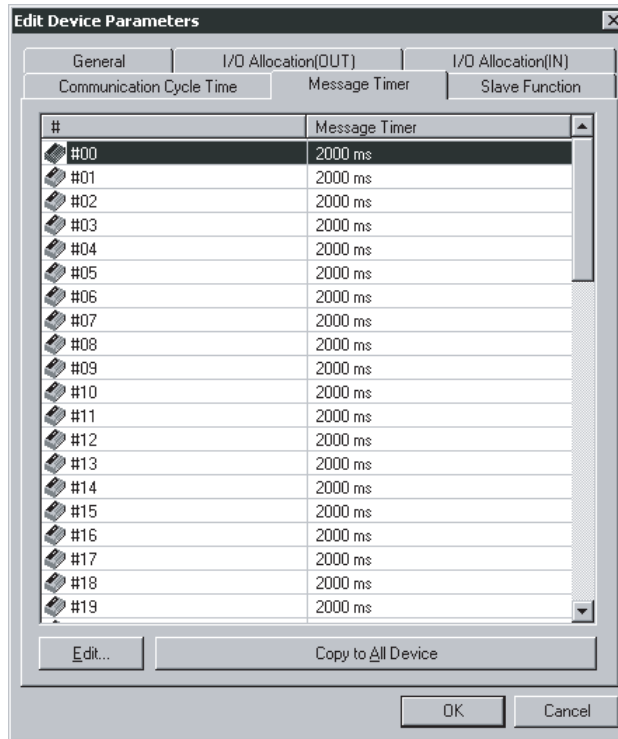 Edit Device Parameters
General I/O Allocation(OUT) I/O Allocation(IN)
Communication Cycle Time Message Timer Slave Function
# Message Timer
#00 2000 ms
#01 2000 ms
#02 2000 ms
#03 2000 ms
#04 2000 ms
#05 2000 ms
#06 2000 ms
#07 2000 ms
#08 2000 ms
#09 2000 ms
#10 2000 ms
#11 2000 ms
#12 2000 ms
#13 2000 ms
#14 2000 ms
#15 2000 ms
#16 2000 ms
#17 2000 ms
#18 2000 ms
#19 2000 ms
Edit... Copy to All Device
OK Cancel